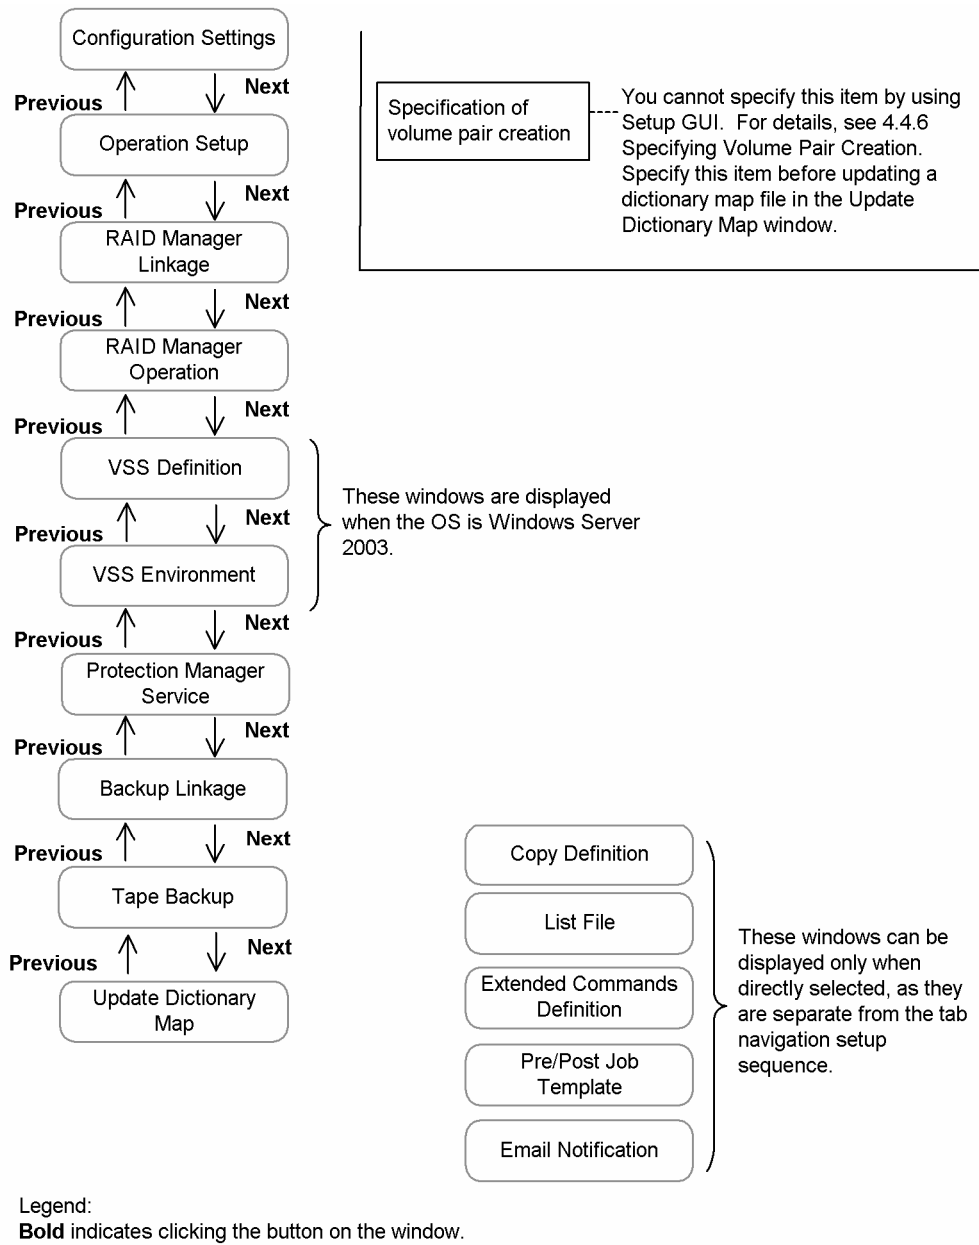 Configuration Settings
Previous
Next
Operation Setup
Previous
Next
RAID Manager
Linkage
Previous
Next
RAID Manager
Operation
Previous
Next
VSS Definition
Previous
Next
VSS Environment
Previous
Next
Protection Manager
Service
Previous
Next
Backup Linkage
Previous
Next
Tape Backup
Previous
Next
Update Dictionary
Map
Specification of
volume pair creation
You cannot specify this item by using
Setup GUI.  For details, see 4.4.6
Specifying Volume Pair Creation.
Specify this item before updating a
dictionary map file in the Update
Dictionary Map window.
These windows are displayed
when the OS is Windows Server
2003.
Copy Definition
List File
Extended Commands
Definition
Pre/Post Job
Template
Email Notification
These windows can be
displayed only when
directly selected, as they
are separate from the tab
navigation setup
sequence.
Legend:
Bold indicates clicking the button on the window.